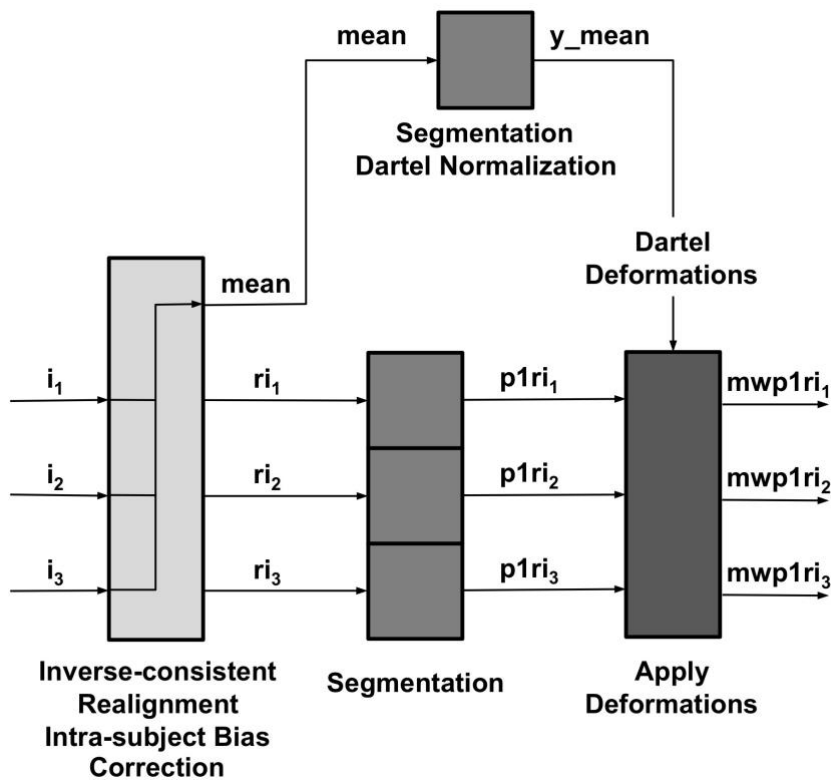 mean
y_mean
Segmentation
Dartel Normalization
Dartel
Deformations
mean
i₁
ri₁
p1ri₁
mwp1ri₁
i₂
ri₂
p1ri₂
mwp1ri₂
i₃
ri₃
p1ri₃
mwp1ri₃
Inverse-consistent
Realignment
Intra-subject Bias
Correction
Segmentation
Apply
Deformations